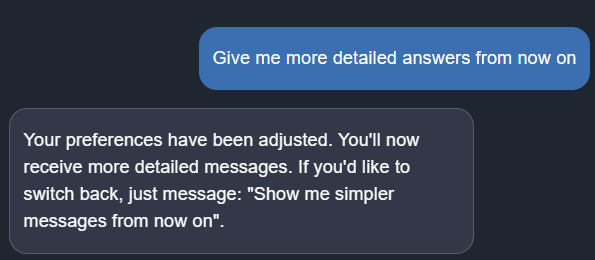 Give me more detailed answers from now on
Your preferences have been adjusted. You'll now
receive more detailed messages. If you'd like to
switch back, just message: "Show me simpler
messages from now on".